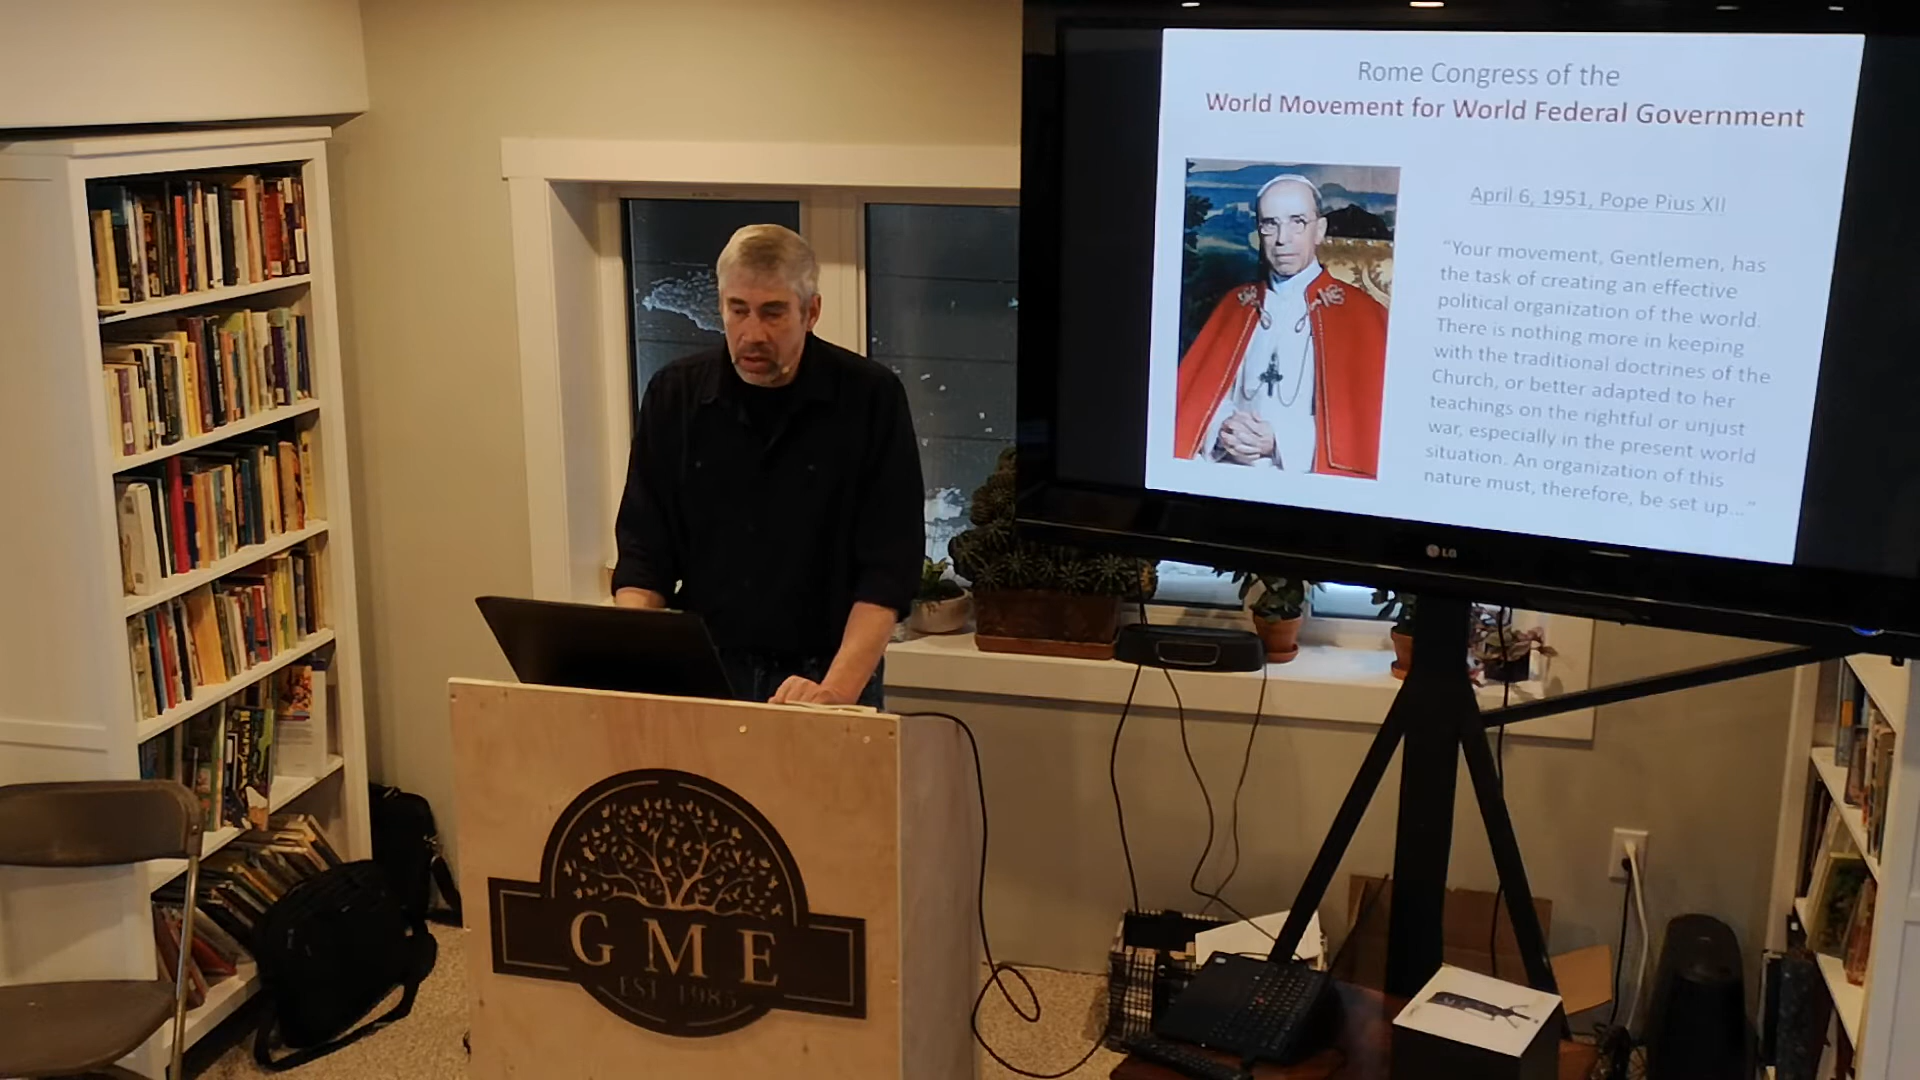 Rome Congress of the
World Movement for World Federal Government
April 6, 1951, Pope Pius XII
“Your movement, Gentlemen, has
the task of creating an effective
political organization of the world.
There is nothing more in keeping
with the traditional doctrines of the
Church, or better adapted to her
teachings on the rightful or unjust
war, especially in the present world
situation. An organization of this
nature must, therefore, be set up...”
LG
GME
EST 1985